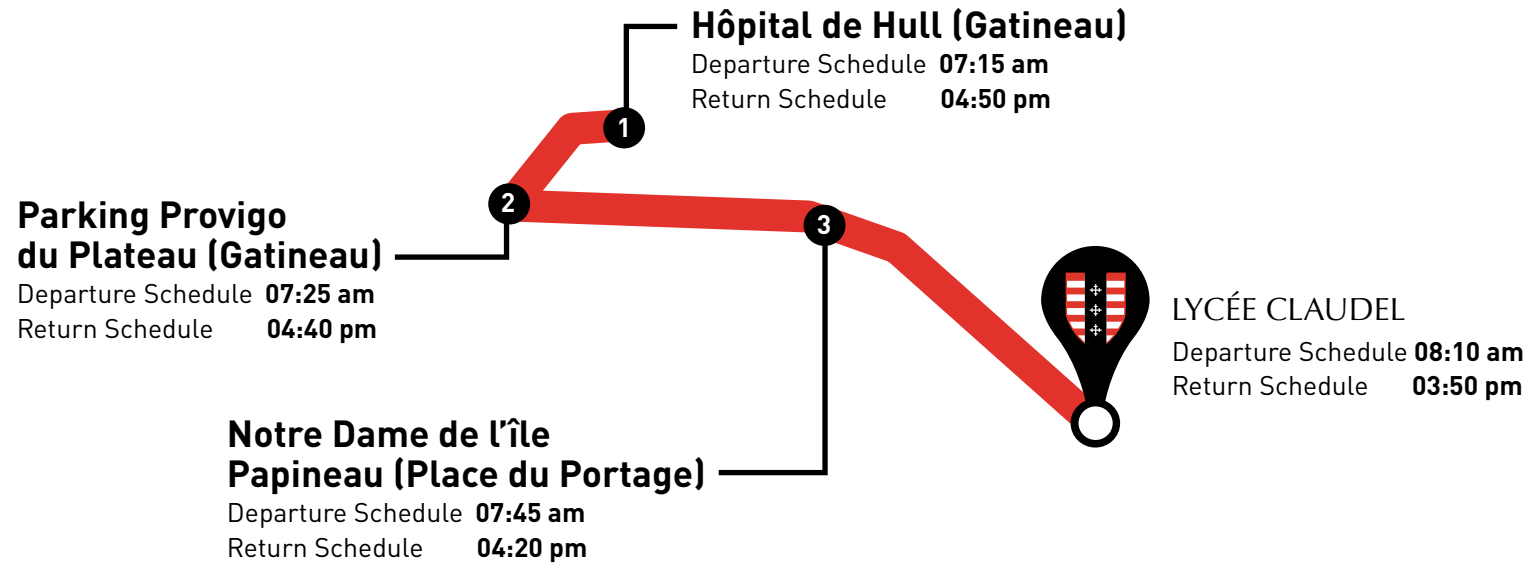 Hôpital de Hull (Gatineau)
Departure Schedule 07:15 am
Return Schedule 04:50 pm
1
2
3
Parking Provigo
du Plateau (Gatineau)
Departure Schedule 07:25 am
Return Schedule 04:40 pm
LYCÉE CLAUDEL
Departure Schedule 08:10 am
Return Schedule 03:50 pm
Notre Dame de l’île
Papineau (Place du Portage)
Departure Schedule 07:45 am
Return Schedule 04:20 pm